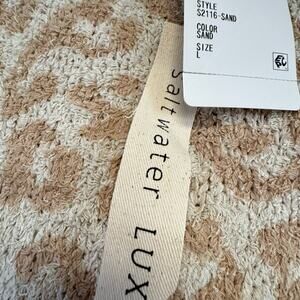 STYLE
S2116-SAND
COLOR
SAND
SIZE
L
Saltwater LUX